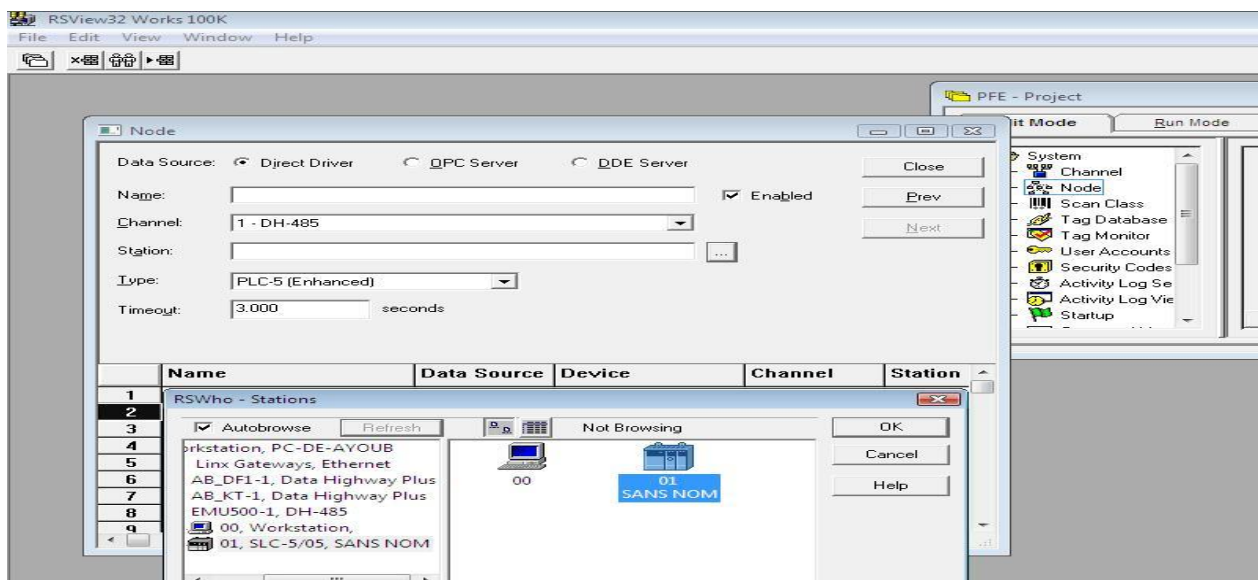 RSView32 Works 100K
File Edit View Window Help
PFE - Project
it Mode
Run Mode
System
Channel
Node
Scan Class
Tag Database
Tag Monitor
User Accounts
Security Codes
Activity Log Se
Activity Log Vie
Startup
Node
Data Source: Direct Driver OPC Server DDE Server
Close
Name:
Enabled
Prev
Channel: 1 - DH-485
Next
Station:
...
Type: PLC-5 (Enhanced)
Timeout: 3.000 seconds
Name Data Source Device Channel Station
1
2
3
4
5
6
7
8
9
RSWho - Stations
Autobrowse Refresh
Not Browsing
OK
Cancel
Help
orkstation, PC-DE-AYOUB
Linx Gateways, Ethernet
AB_DF1-1, Data Highway Plus
AB_KT-1, Data Highway Plus
EMU500-1, DH-485
00, Workstation,
01, SLC-5/05, SANS NOM
00
01
SANS NOM